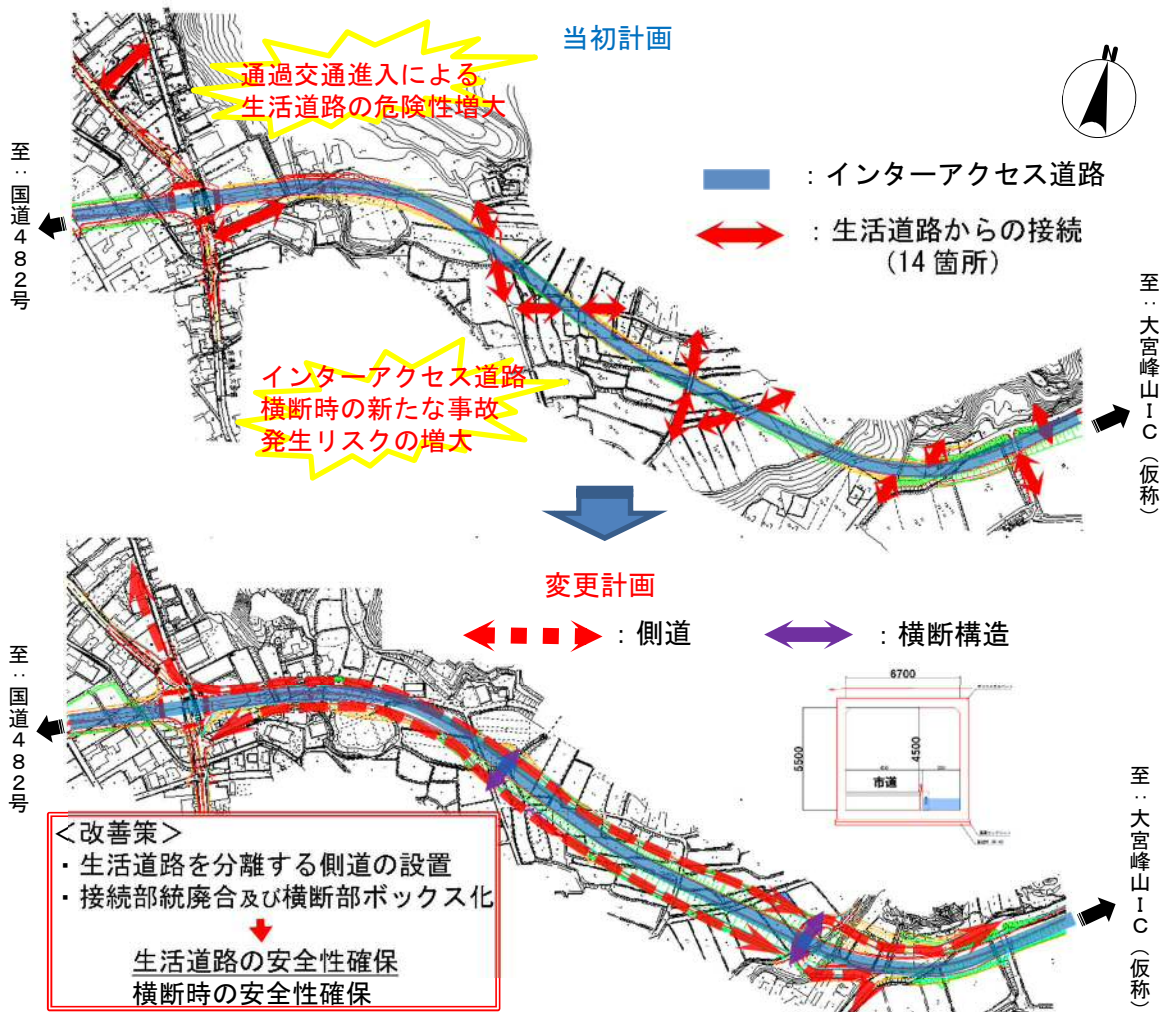 当初計画
通過交通進入による
生活道路の危険性増大
至：国道４８２号
：インターアクセス道路
：生活道路からの接続
（14 箇所）
至：大宮峰山ＩＣ（仮称）
インターアクセス道路
横断時の新たな事故
発生リスクの増大
変更計画
：側道
：横断構造
至：国道４８２号
6700
5500
4500
市道
至：大宮峰山ＩＣ（仮称）
＜改善策＞
・生活道路を分離する側道の設置
・接続部統廃合及び横断部ボックス化
生活道路の安全性確保
横断時の安全性確保